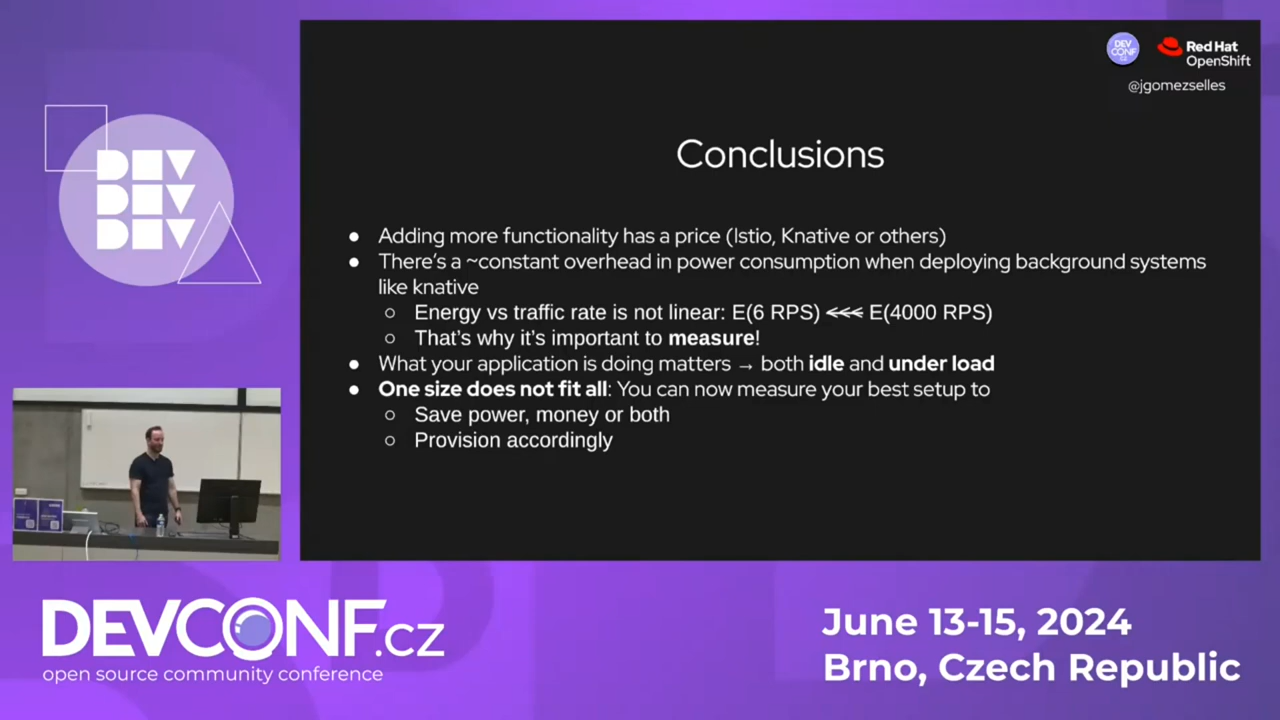 DEV
CONF
CZ
Red Hat
OpenShift
@jgomezselles
DEV
DEV
DEV
Conclusions
● Adding more functionality has a price (Istio, Knative or others)
● There's a ~constant overhead in power consumption when deploying background systems
like knative
○ Energy vs traffic rate is not linear: E(6 RPS) <<< E(4000 RPS)
○ That's why it's important to measure!
● What your application is doing matters → both idle and under load
● One size does not fit all: You can now measure your best setup to
○ Save power, money or both
○ Provision accordingly
DEVCONF.cz
open source community conference
June 13-15, 2024
Brno, Czech Republic